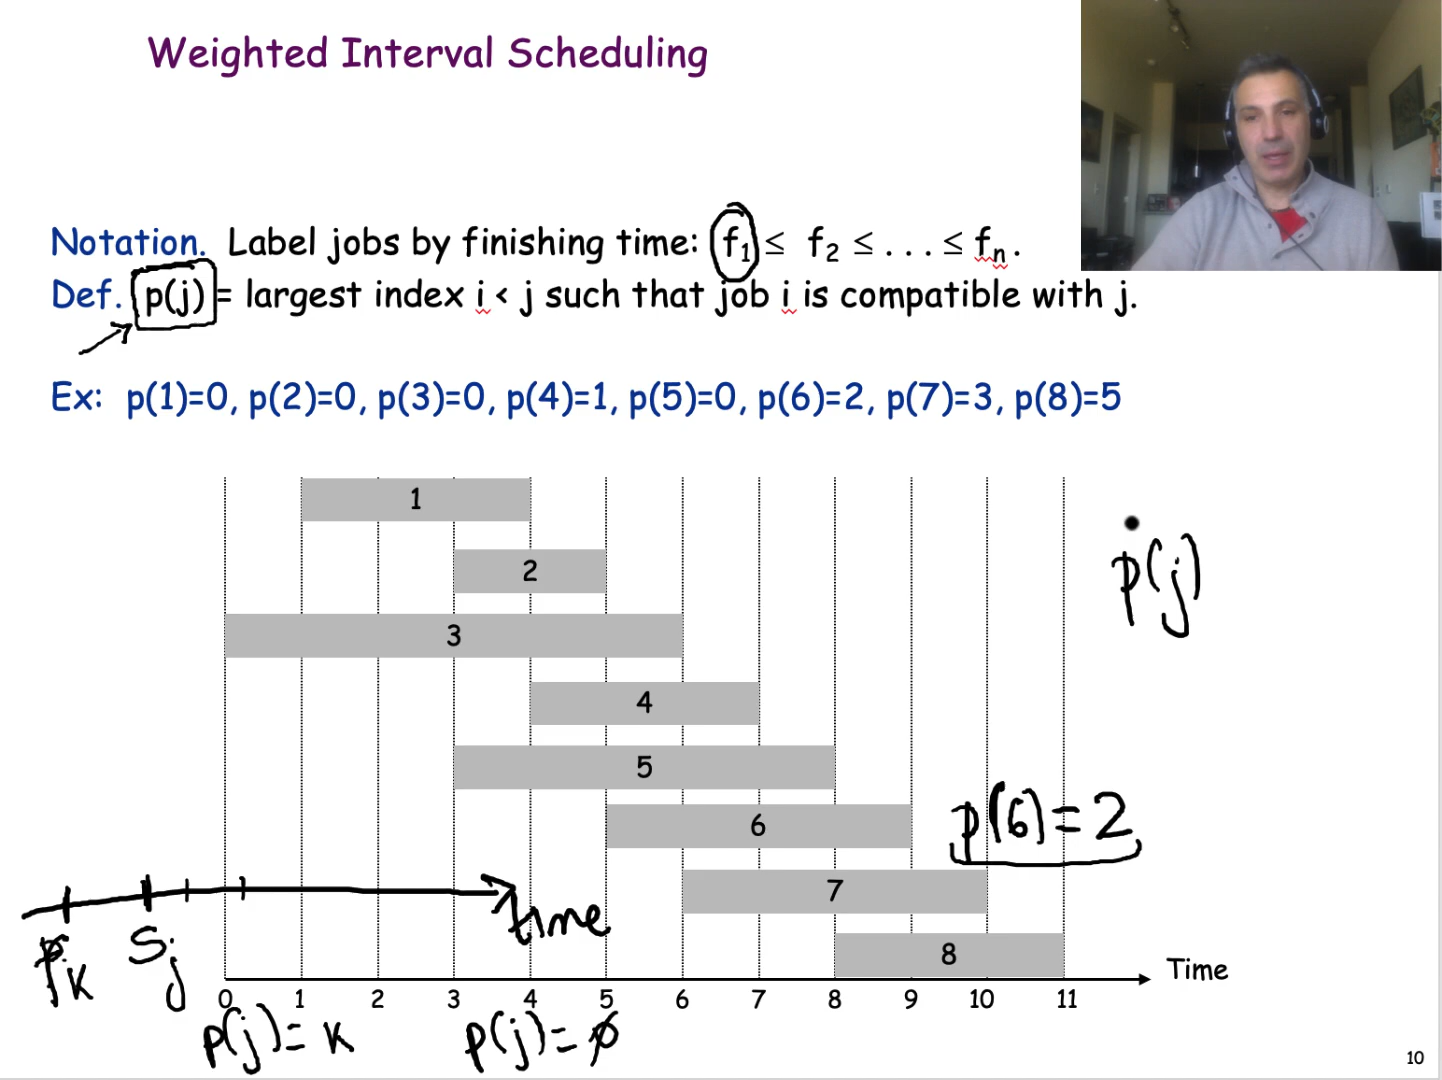 Weighted Interval Scheduling
Notation. Label jobs by finishing time: f₁ ≤ f₂ ≤ . . . ≤ fₙ .
Def. p(j) = largest index i < j such that job i is compatible with j.
Ex: p(1)=0, p(2)=0, p(3)=0, p(4)=1, p(5)=0, p(6)=2, p(7)=3, p(8)=5
1
2
p(j)
3
4
5
6
p(6)=2
7
time
8
Sj
Time
0 1 2 3 4 5 6 7 8 9 10 11
p(j)= k p(j)= ø
10